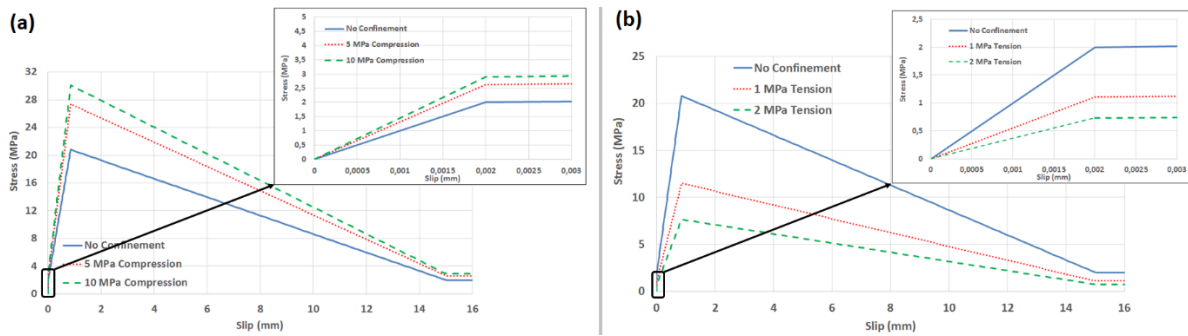 (a)
5
4,5
4
3,5
3
2,5
2
1,5
1
0,5
0
Stress (MPa)
No Confinement
5 MPa Compression
10 MPa Compression
0 0,0005 0,001 0,0015 0,002 0,0025 0,003
Slip (mm)
32
28
24
20
16
12
8
4
0
Stress (MPa)
No Confinement
5 MPa Compression
10 MPa Compression
0 2 4 6 8 10 12 14 16
Slip (mm)
(b)
2,5
2
1,5
1
0,5
0
Stress (MPa)
No Confinement
1 MPa Tension
2 MPa Tension
0 0,0005 0,001 0,0015 0,002 0,0025 0,003
Slip (mm)
25
20
15
10
5
0
Stress (MPa)
No Confinement
1 MPa Tension
2 MPa Tension
0 2 4 6 8 10 12 14 16
Slip (mm)